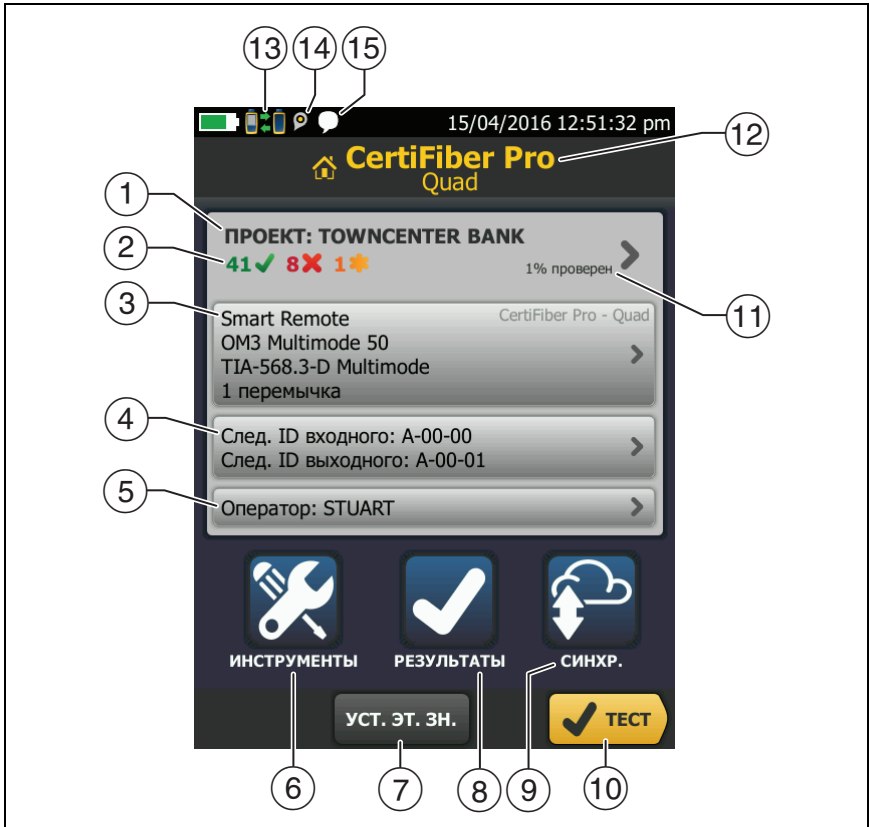 13 14 15
15/04/2016 12:51:32 pm
CertiFiber Pro
Quad
12
1
ПРОЕКТ: TOWNCENTER BANK
2
41 8 1
1% проверен
11
3
Smart Remote
CertiFiber Pro - Quad
OM3 Multimode 50
TIA-568.3-D Multimode
1 перемычка
4
След. ID входного: A-00-00
След. ID выходного: A-00-01
5
Оператор: STUART
ИНСТРУМЕНТЫ
РЕЗУЛЬТАТЫ
СИНХР.
УСТ. ЭТ. ЗН.
ТЕСТ
6 7 8 9 10